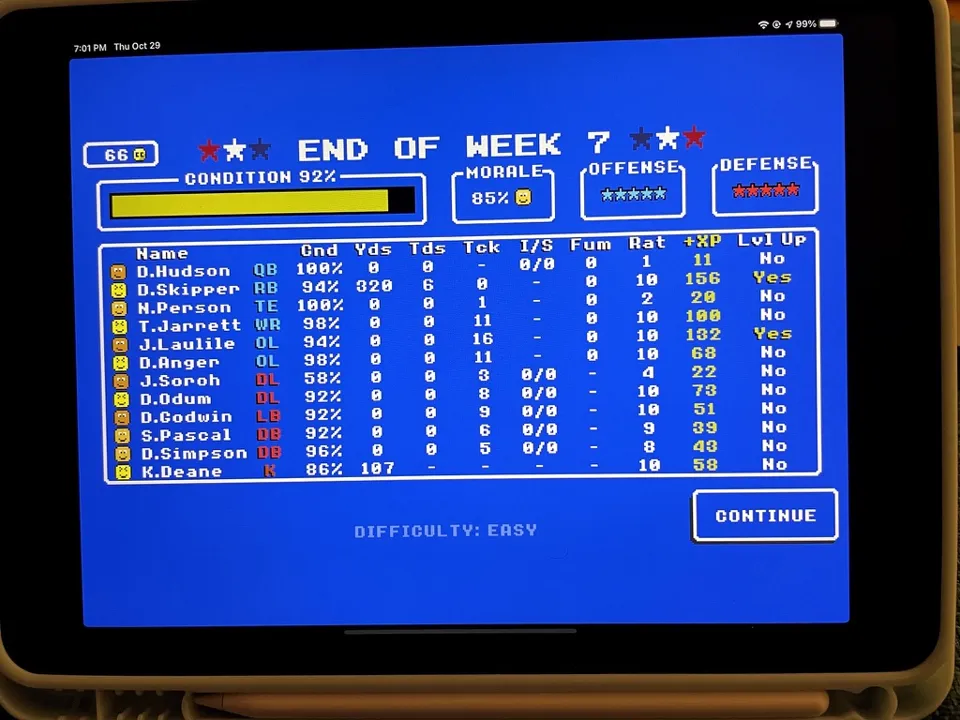 7:01 PM Thu Oct 29
99%
66
END OF WEEK 7
CONDITION 92%
MORALE
85%
OFFENSE
DEFENSE
Name Cnd Yds Tds Tck I/S Fum Rat +XP Lvl Up
D.Hudson QB 100% 0 0 - 0/0 0 1 11 No
D.Skipper RB 94% 320 6 0 - 0 10 156 Yes
N.Person TE 100% 0 0 1 - 0 2 20 No
T.Jarrett WR 98% 0 0 11 - 0 10 100 No
J.Laulile OL 94% 0 0 16 - 0 10 132 Yes
D.Anger OL 98% 0 0 11 - 0 10 68 No
J.Soroh DL 58% 0 0 3 0/0 - 4 22 No
D.Odum DL 92% 0 0 8 0/0 - 10 73 No
D.Godwin LB 92% 0 0 9 0/0 - 10 51 No
S.Pascal DB 92% 0 0 6 0/0 - 9 39 No
D.Simpson DB 96% 0 0 5 0/0 - 8 43 No
K.Deane K 86% 107 - - - - 10 58 No
CONTINUE
DIFFICULTY: EASY